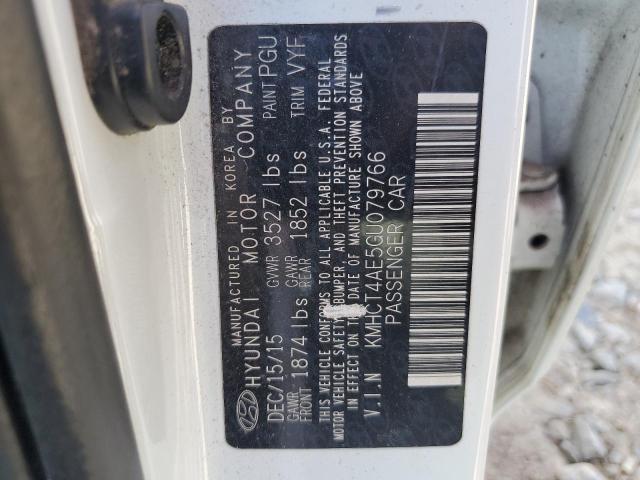 MANUFACTURED IN KOREA BY
HYUNDAI MOTOR COMPANY
DEC/15/15 GVWR 3527 lbs PAINT PGU
GAWR FRONT 1874 lbs GAWR REAR 1852 lbs TRIM VYF
THIS VEHICLE CONFORMS TO ALL APPLICABLE U.S.A. FEDERAL
MOTOR VEHICLE SAFETY, BUMPER, AND THEFT PREVENTION STANDARDS
IN EFFECT ON THE DATE OF MANUFACTURE SHOWN ABOVE
V.I.N KMHCT4AE5GU079766
PASSENGER CAR